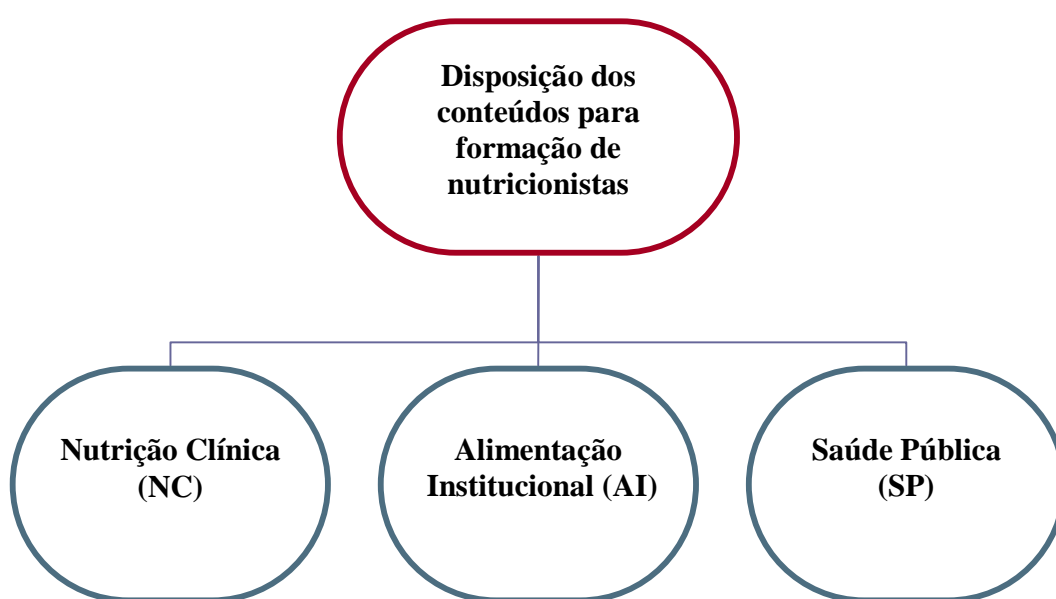 Disposição dos
conteúdos para
formação de
nutricionistas
Nutrição Clínica
(NC)
Alimentação
Institucional (AI)
Saúde Pública
(SP)